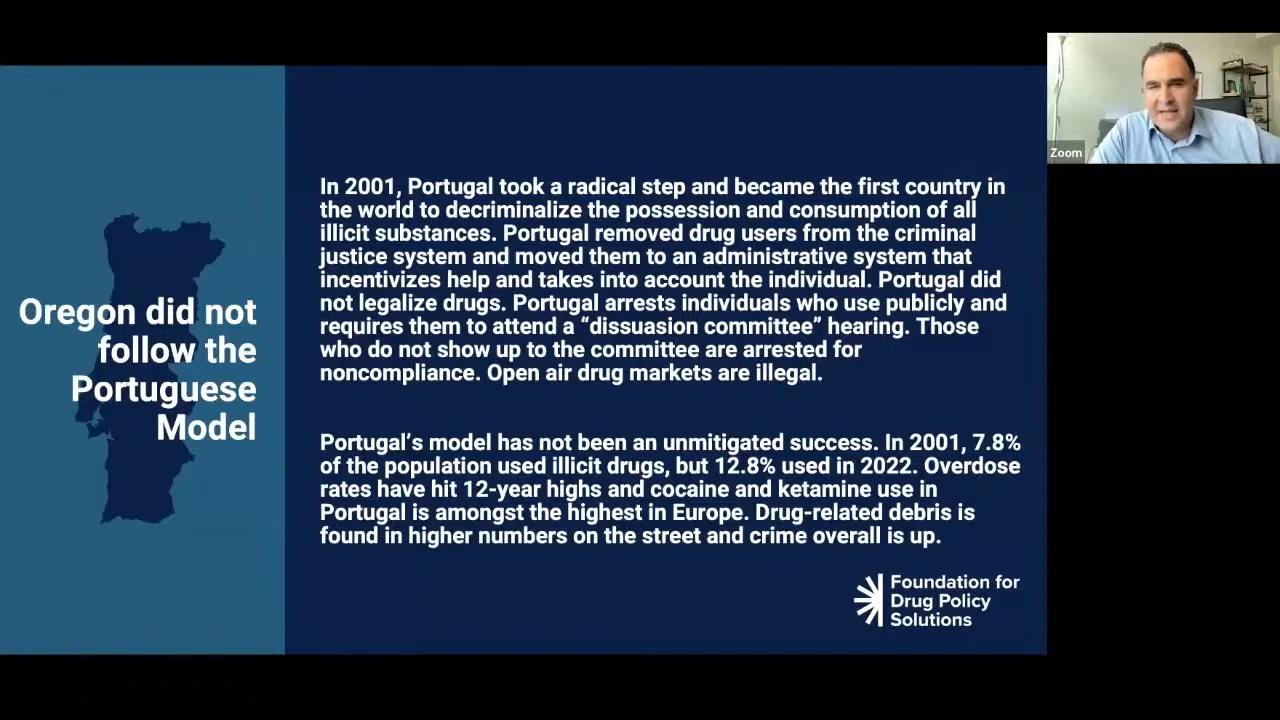 Oregon did not
follow the
Portuguese
Model
In 2001, Portugal took a radical step and became the first country in
the world to decriminalize the possession and consumption of all
illicit substances. Portugal removed drug users from the criminal
justice system and moved them to an administrative system that
incentivizes help and takes into account the individual. Portugal did
not legalize drugs. Portugal arrests individuals who use publicly and
requires them to attend a “dissuasion committee” hearing. Those
who do not show up to the committee are arrested for
noncompliance. Open air drug markets are illegal.
Portugal’s model has not been an unmitigated success. In 2001, 7.8%
of the population used illicit drugs, but 12.8% used in 2022. Overdose
rates have hit 12-year highs and cocaine and ketamine use in
Portugal is amongst the highest in Europe. Drug-related debris is
found in higher numbers on the street and crime overall is up.
Foundation for
Drug Policy
Solutions
Zoom